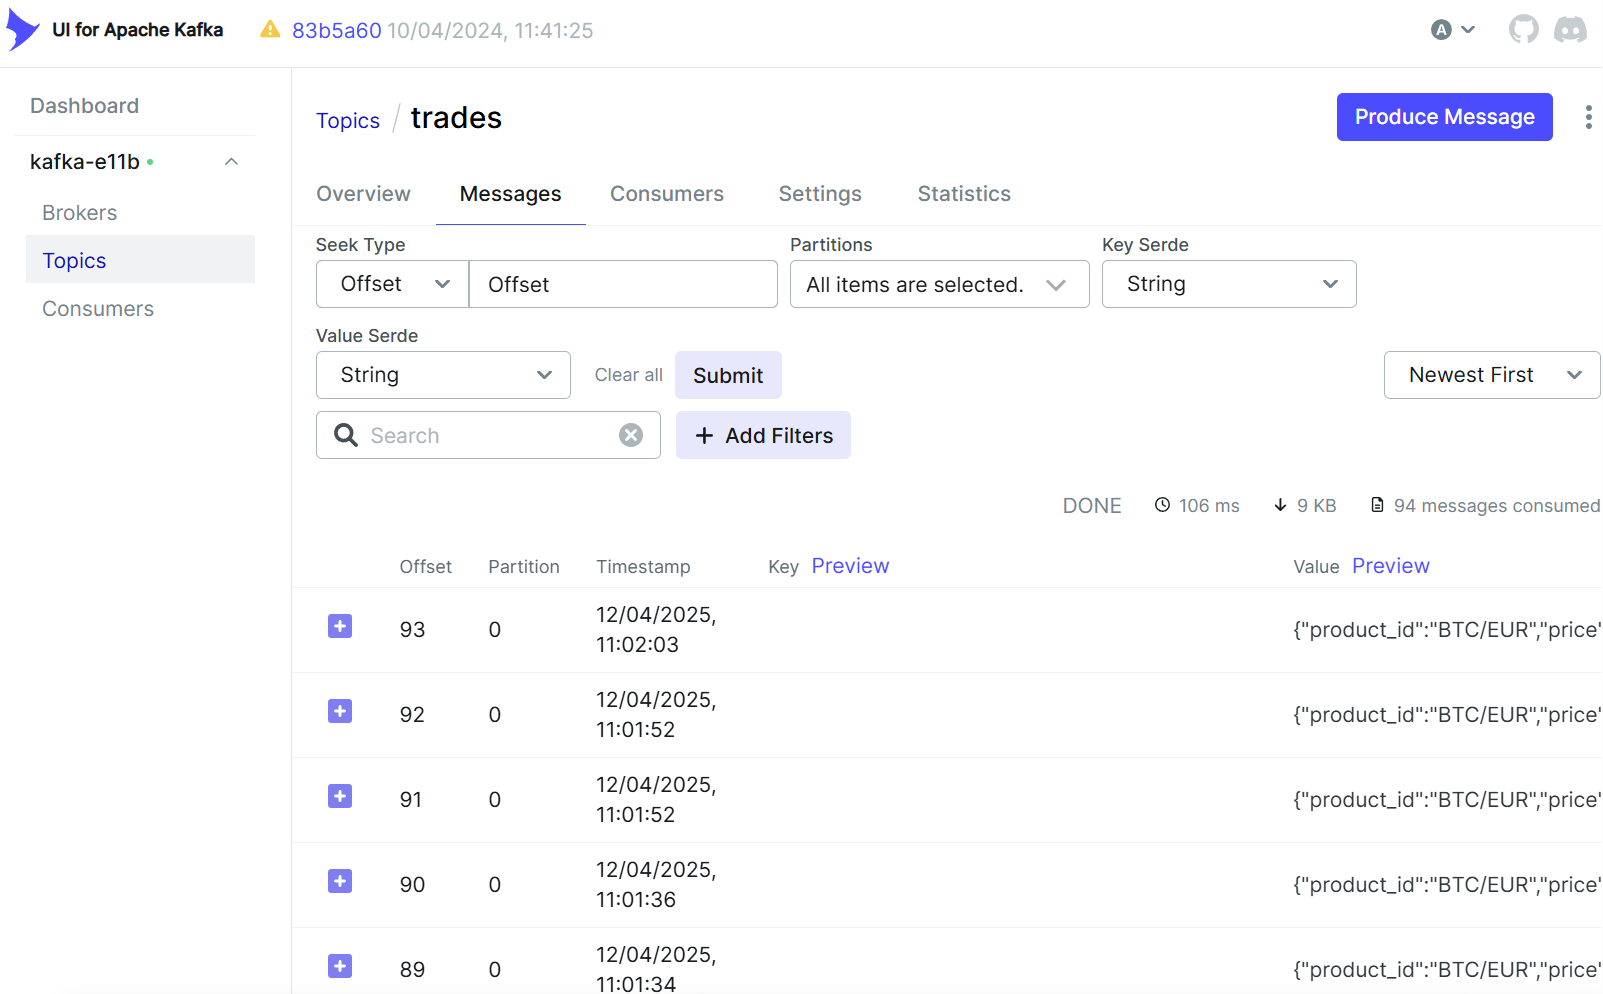 UI for Apache Kafka
83b5a60 10/04/2024, 11:41:25
A
Dashboard
kafka-e11b
Brokers
Topics
Consumers
Topics / trades
Produce Message
Overview Messages Consumers Settings Statistics
Seek Type Partitions Key Serde
Offset Offset All items are selected. String
Value Serde
String Clear all Submit Newest First
Search + Add Filters
DONE 106 ms 9 KB 94 messages consumed
Offset Partition Timestamp Key Preview Value Preview
93 0 12/04/2025, 11:02:03 {"product_id":"BTC/EUR","price"
92 0 12/04/2025, 11:01:52 {"product_id":"BTC/EUR","price"
91 0 12/04/2025, 11:01:52 {"product_id":"BTC/EUR","price"
90 0 12/04/2025, 11:01:36 {"product_id":"BTC/EUR","price"
89 0 12/04/2025, 11:01:34 {"product_id":"BTC/EUR","price"